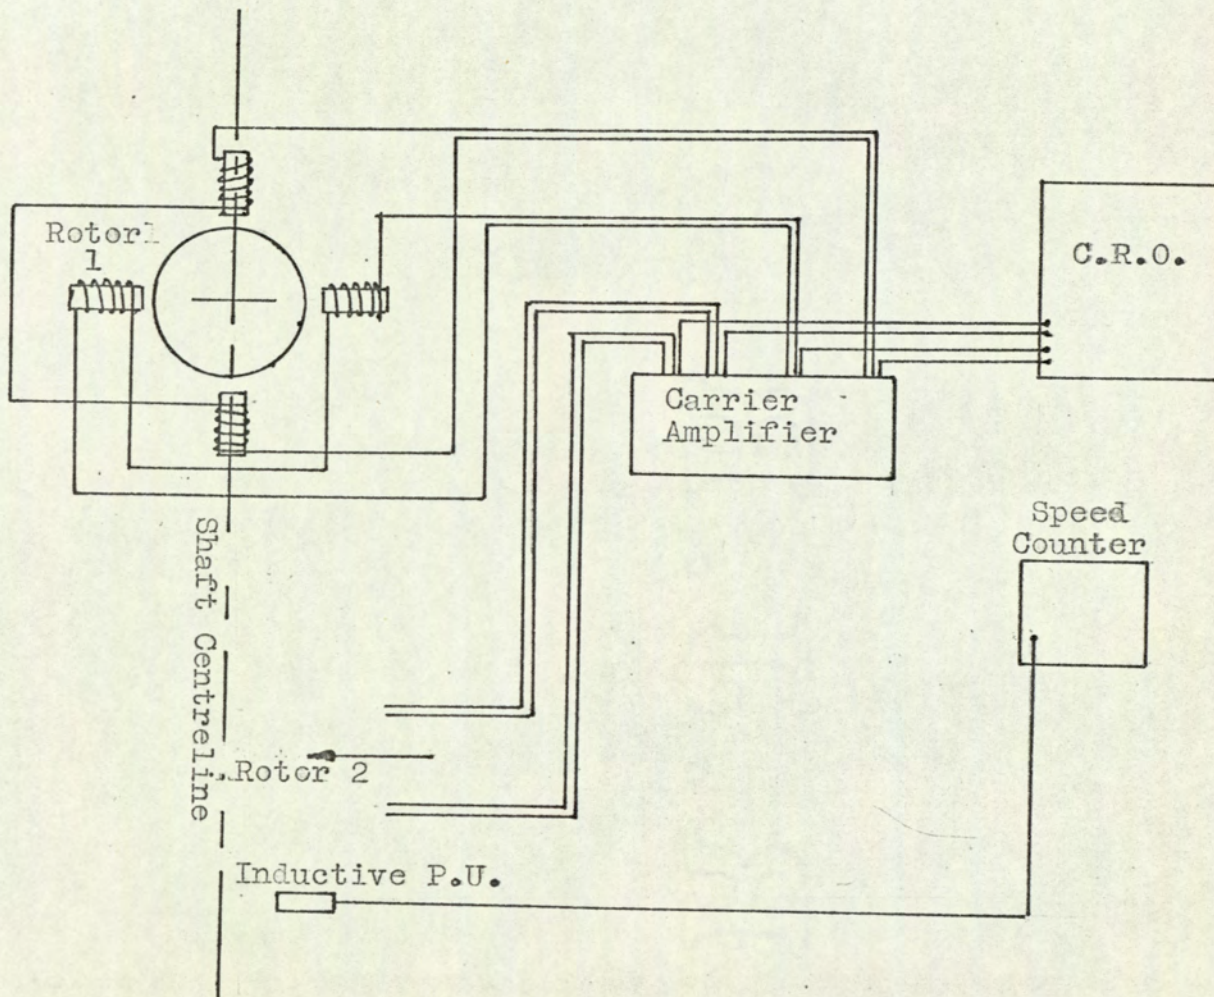 Rotor
1
C.R.O.
Carrier
Amplifier
Speed
Counter
Shaft Centreline
Rotor 2
Inductive P.U.